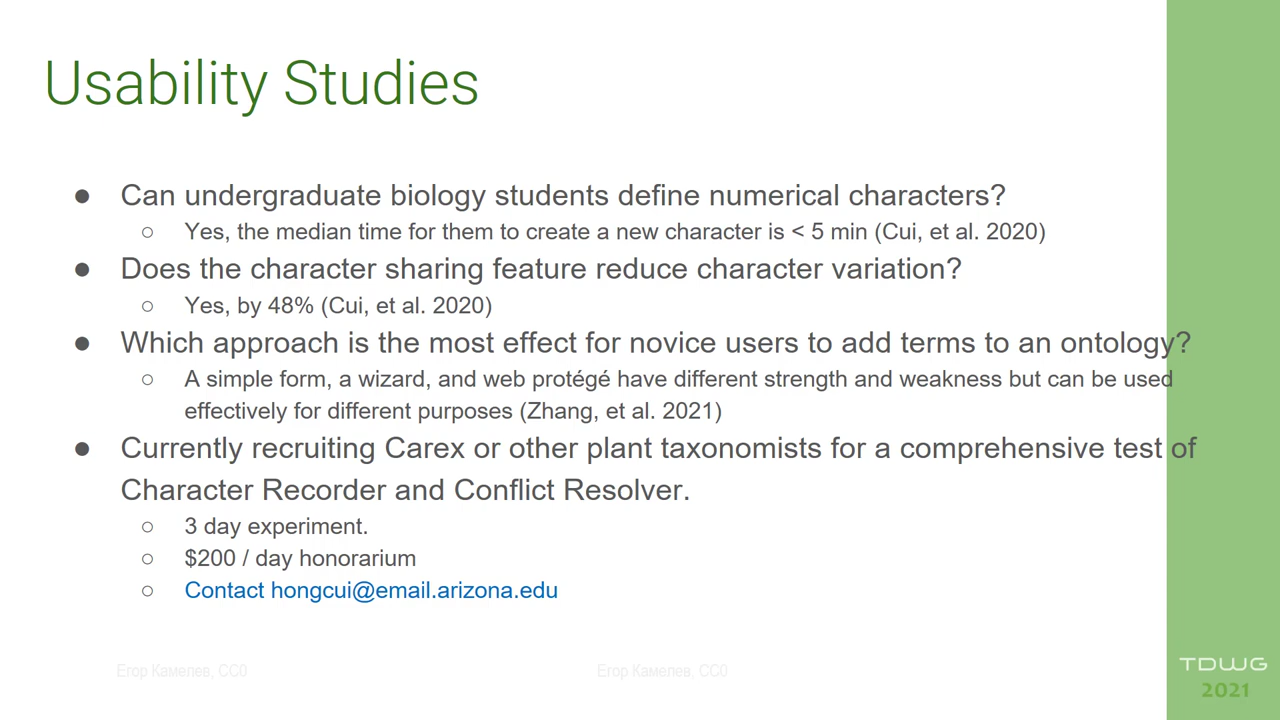 Usability Studies
● Can undergraduate biology students define numerical characters?
○ Yes, the median time for them to create a new character is < 5 min (Cui, et al. 2020)
● Does the character sharing feature reduce character variation?
○ Yes, by 48% (Cui, et al. 2020)
● Which approach is the most effect for novice users to add terms to an ontology?
○ A simple form, a wizard, and web protégé have different strength and weakness but can be used
effectively for different purposes (Zhang, et al. 2021)
● Currently recruiting Carex or other plant taxonomists for a comprehensive test of
Character Recorder and Conflict Resolver.
○ 3 day experiment.
○ $200 / day honorarium
○ Contact hongcui@email.arizona.edu
Егор Камелев, CC0 Егор Камелев, CC0
TDWG
2021